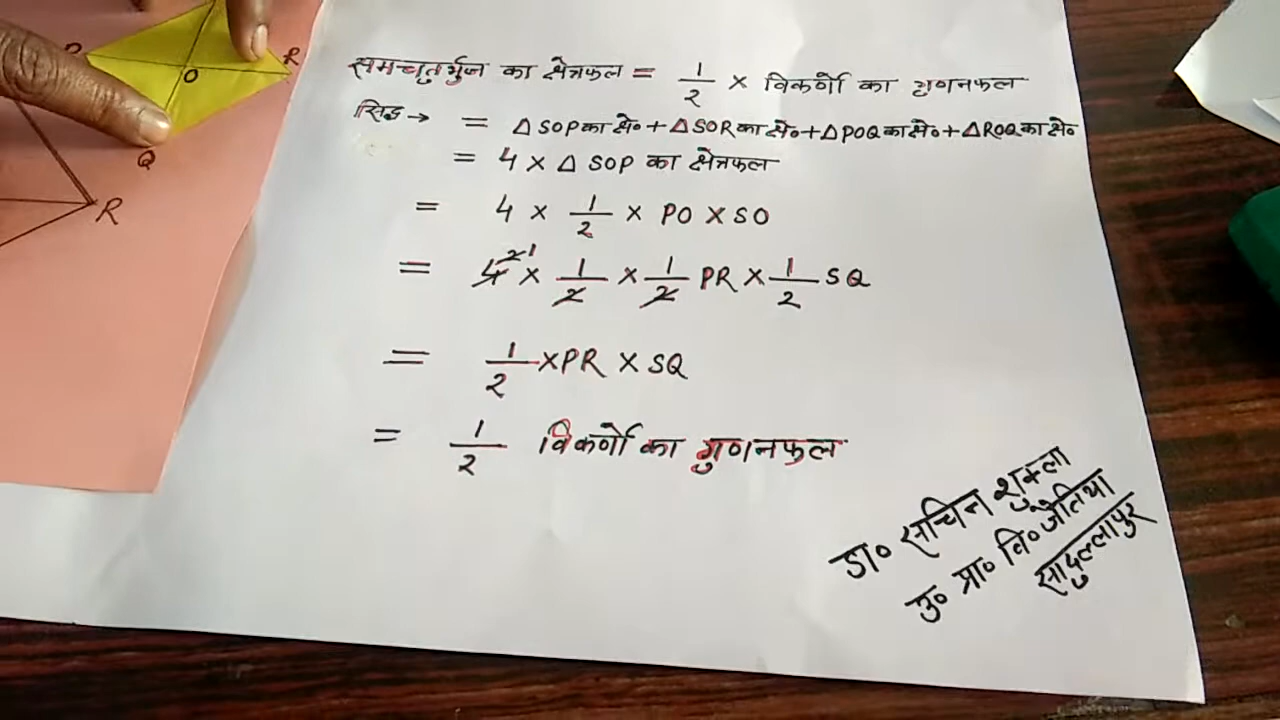 समचतुर्भुज का क्षेत्रफल = 1/2 × विकर्णो का गुणनफल
सिद्ध → = △SOP का क्षे० + △SOR का क्षे० + △POQ का क्षे० + △ROQ का क्षे०
= 4 × △ SOP का क्षेत्रफल
= 4 × 1/2 × PO × SO
= 4 2 1 × 1/2 × 1/2 PR × 1/2 SQ
= 1/2 × PR × SQ
= 1/2 विकर्णो का गुणनफल
डा० सचिन शुक्ला
उ० प्रा० वि० जैतिया
सादुल्लापुर
R
O
Q
R